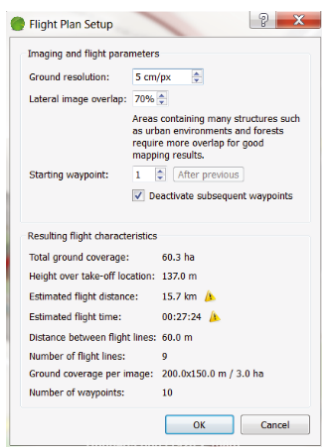 Flight Plan Setup
Imaging and flight parameters
Ground resolution: 5 cm/px
Lateral image overlap: 70%
Areas containing many structures such
as urban environments and forests
require more overlap for good
mapping results.
Starting waypoint: 1 After previous
Deactivate subsequent waypoints
Resulting flight characteristics
Total ground coverage: 60.3 ha
Height over take-off location: 137.0 m
Estimated flight distance: 15.7 km
Estimated flight time: 00:27:24
Distance between flight lines: 60.0 m
Number of flight lines: 9
Ground coverage per image: 200.0x150.0 m / 3.0 ha
Number of waypoints: 10
OK Cancel